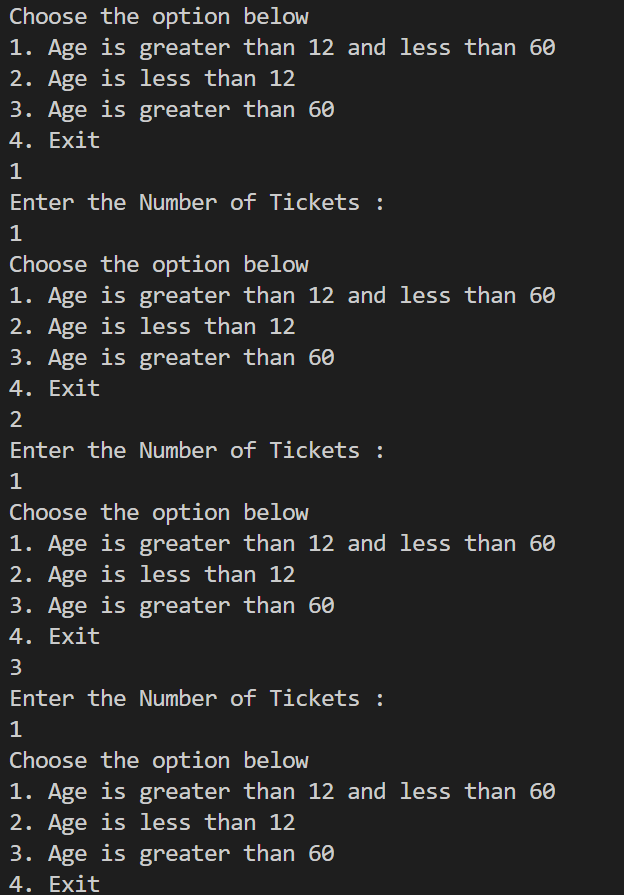 Choose the option below
1. Age is greater than 12 and less than 60
2. Age is less than 12
3. Age is greater than 60
4. Exit
1
Enter the Number of Tickets :
1
Choose the option below
1. Age is greater than 12 and less than 60
2. Age is less than 12
3. Age is greater than 60
4. Exit
2
Enter the Number of Tickets :
1
Choose the option below
1. Age is greater than 12 and less than 60
2. Age is less than 12
3. Age is greater than 60
4. Exit
3
Enter the Number of Tickets :
1
Choose the option below
1. Age is greater than 12 and less than 60
2. Age is less than 12
3. Age is greater than 60
4. Exit